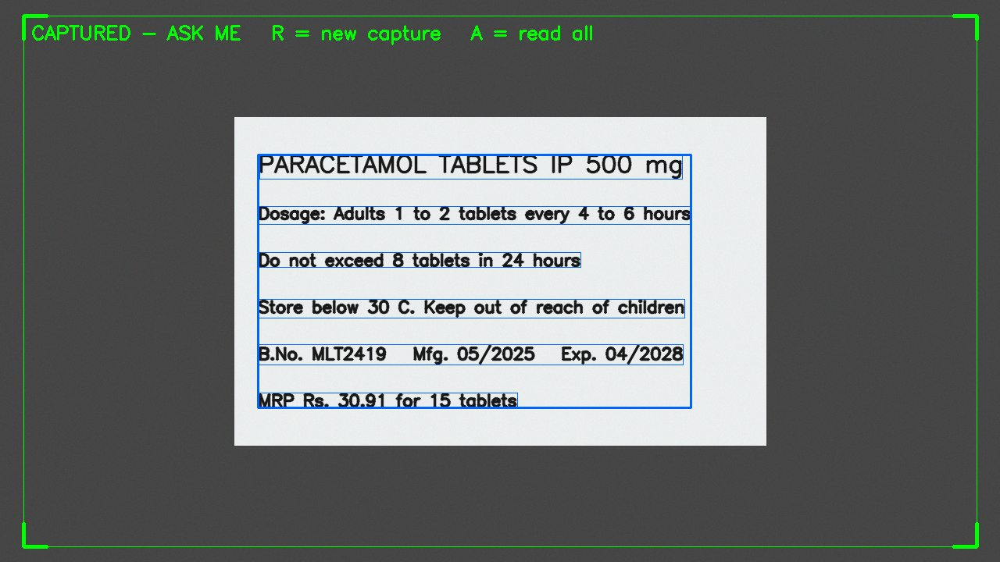 CAPTURED - ASK ME R = new capture A = read all
PARACETAMOL TABLETS IP 500 mg
Dosage: Adults 1 to 2 tablets every 4 to 6 hours
Do not exceed 8 tablets in 24 hours
Store below 30 C. Keep out of reach of children
B.No. MLT2419 Mfg. 05/2025 Exp. 04/2028
MRP Rs. 30.91 for 15 tablets